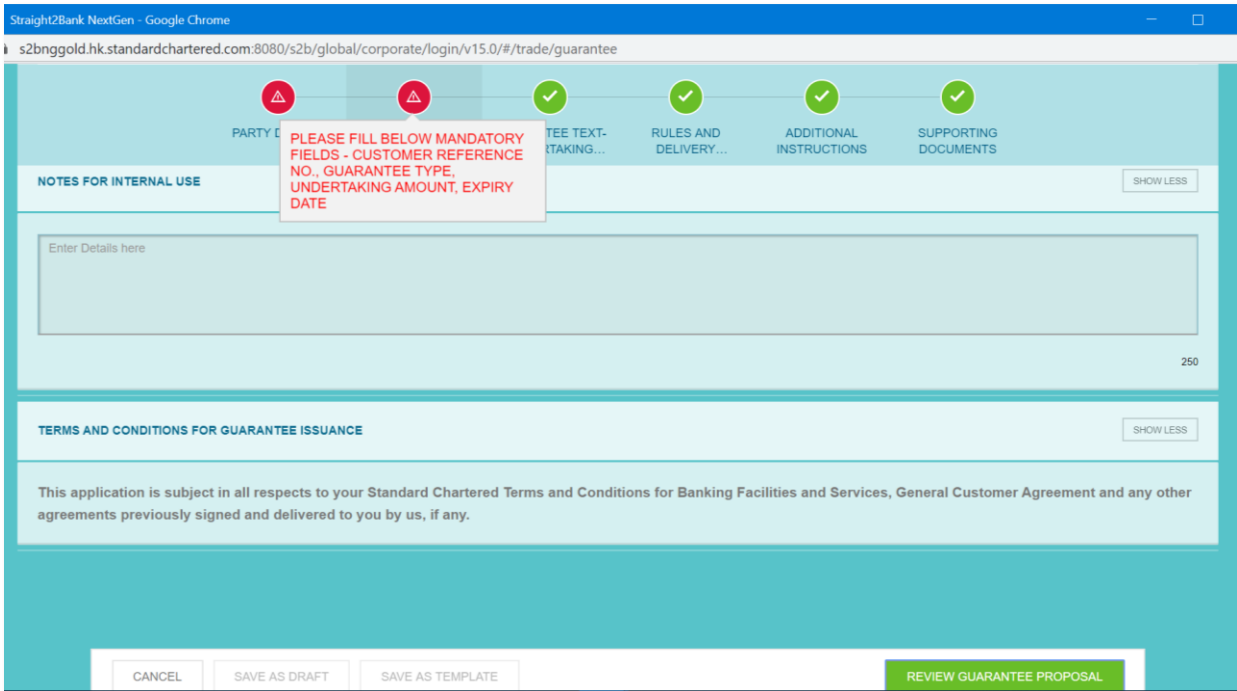 Straight2Bank NextGen - Google Chrome
s2bnggold.hk.standardchartered.com:8080/s2b/global/corporate/login/v15.0/#/trade/guarantee
PARTY D
TEE TEXT-
TAKING...
RULES AND
DELIVERY...
ADDITIONAL
INSTRUCTIONS
SUPPORTING
DOCUMENTS
PLEASE FILL BELOW MANDATORY
FIELDS - CUSTOMER REFERENCE
NO., GUARANTEE TYPE,
UNDERTAKING AMOUNT, EXPIRY
DATE
NOTES FOR INTERNAL USE
SHOW LESS
Enter Details here
250
TERMS AND CONDITIONS FOR GUARANTEE ISSUANCE
SHOW LESS
This application is subject in all respects to your Standard Chartered Terms and Conditions for Banking Facilities and Services, General Customer Agreement and any other
agreements previously signed and delivered to you by us, if any.
CANCEL
SAVE AS DRAFT
SAVE AS TEMPLATE
REVIEW GUARANTEE PROPOSAL